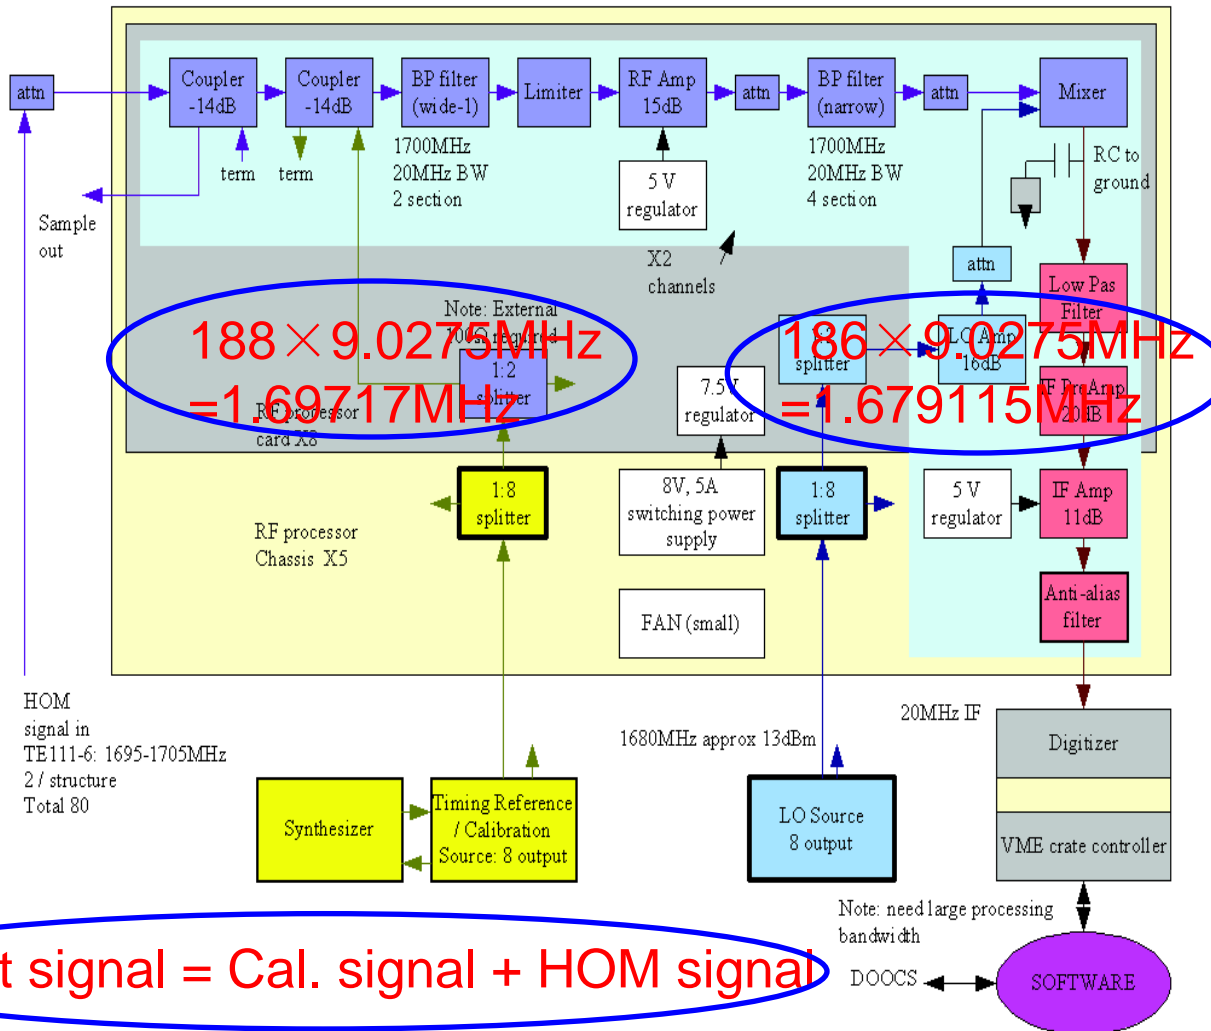 attn
Coupler
-14dB
Coupler
-14dB
BP filter
(wide-1)
Limiter
RF Amp
15dB
attn
BP filter
(narrow)
attn
Mixer
term
term
1700MHz
20MHz BW
2 section
5 V
regulator
1700MHz
20MHz BW
4 section
RC to
ground
Sample
out
X2
channels
attn
Low Pas
Filter
Note: External
100Ω required
188×9.0275MHz
=1.69717MHz
1:2
splitter
RF processor
card X8
1:2
splitter
LO Amp
16dB
186×9.0275MHz
=1.679115MHz
IF PreAmp
20dB
7.5V
regulator
1:8
splitter
8V, 5A
switching power
supply
1:8
splitter
5 V
regulator
IF Amp
11dB
RF processor
Chassis X5
FAN (small)
Anti-alias
filter
HOM
signal in
TE111-6: 1695-1705MHz
2 / structure
Total 80
20MHz IF
1680MHz approx 13dBm
Digitizer
Synthesizer
Timing Reference
/ Calibration
Source: 8 output
LO Source
8 output
VME crate controller
Note: need large processing
bandwidth
t signal = Cal. signal + HOM signal
DOOCS
SOFTWARE